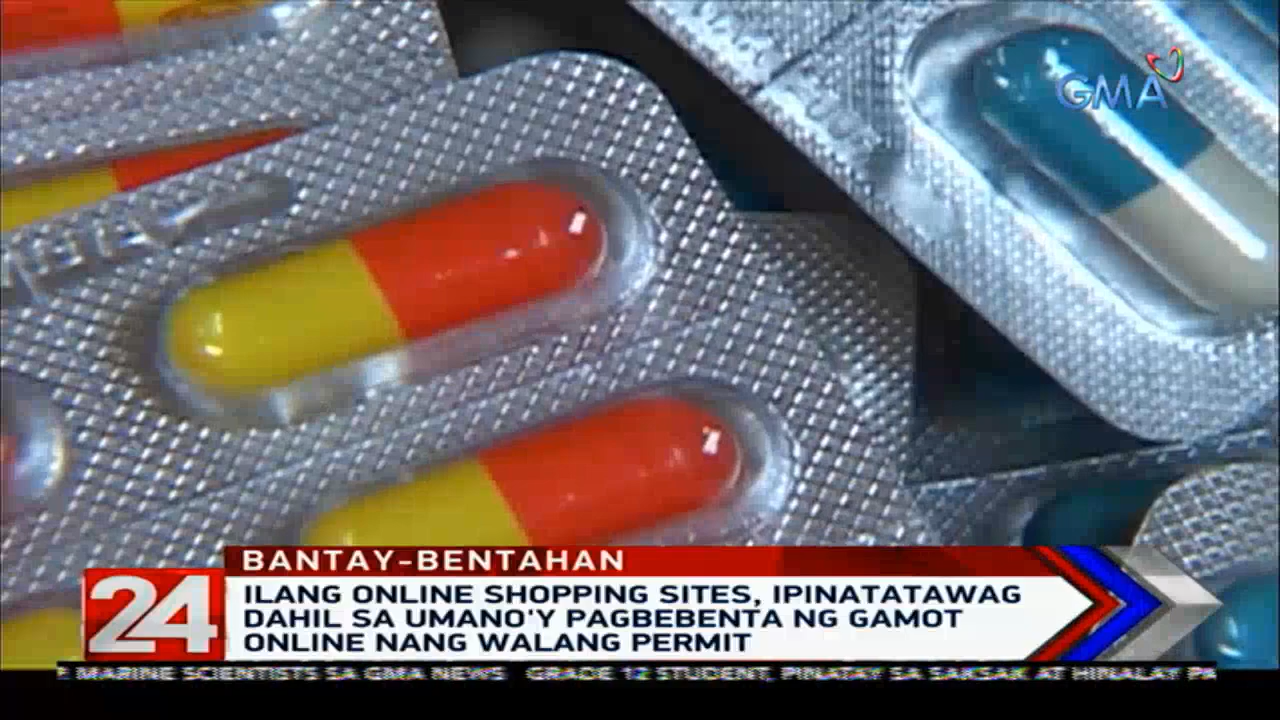 GMA
BANTAY-BENTAHAN
24
ILANG ONLINE SHOPPING SITES, IPINATATAWAG
DAHIL SA UMANO'Y PAGBEBENTA NG GAMOT
ONLINE NANG WALANG PERMIT
MARINE SCIENTISTS SA GMA NEWS GRADE 12 STUDENT, PINATAY SA SAKSAK AT HINALAY